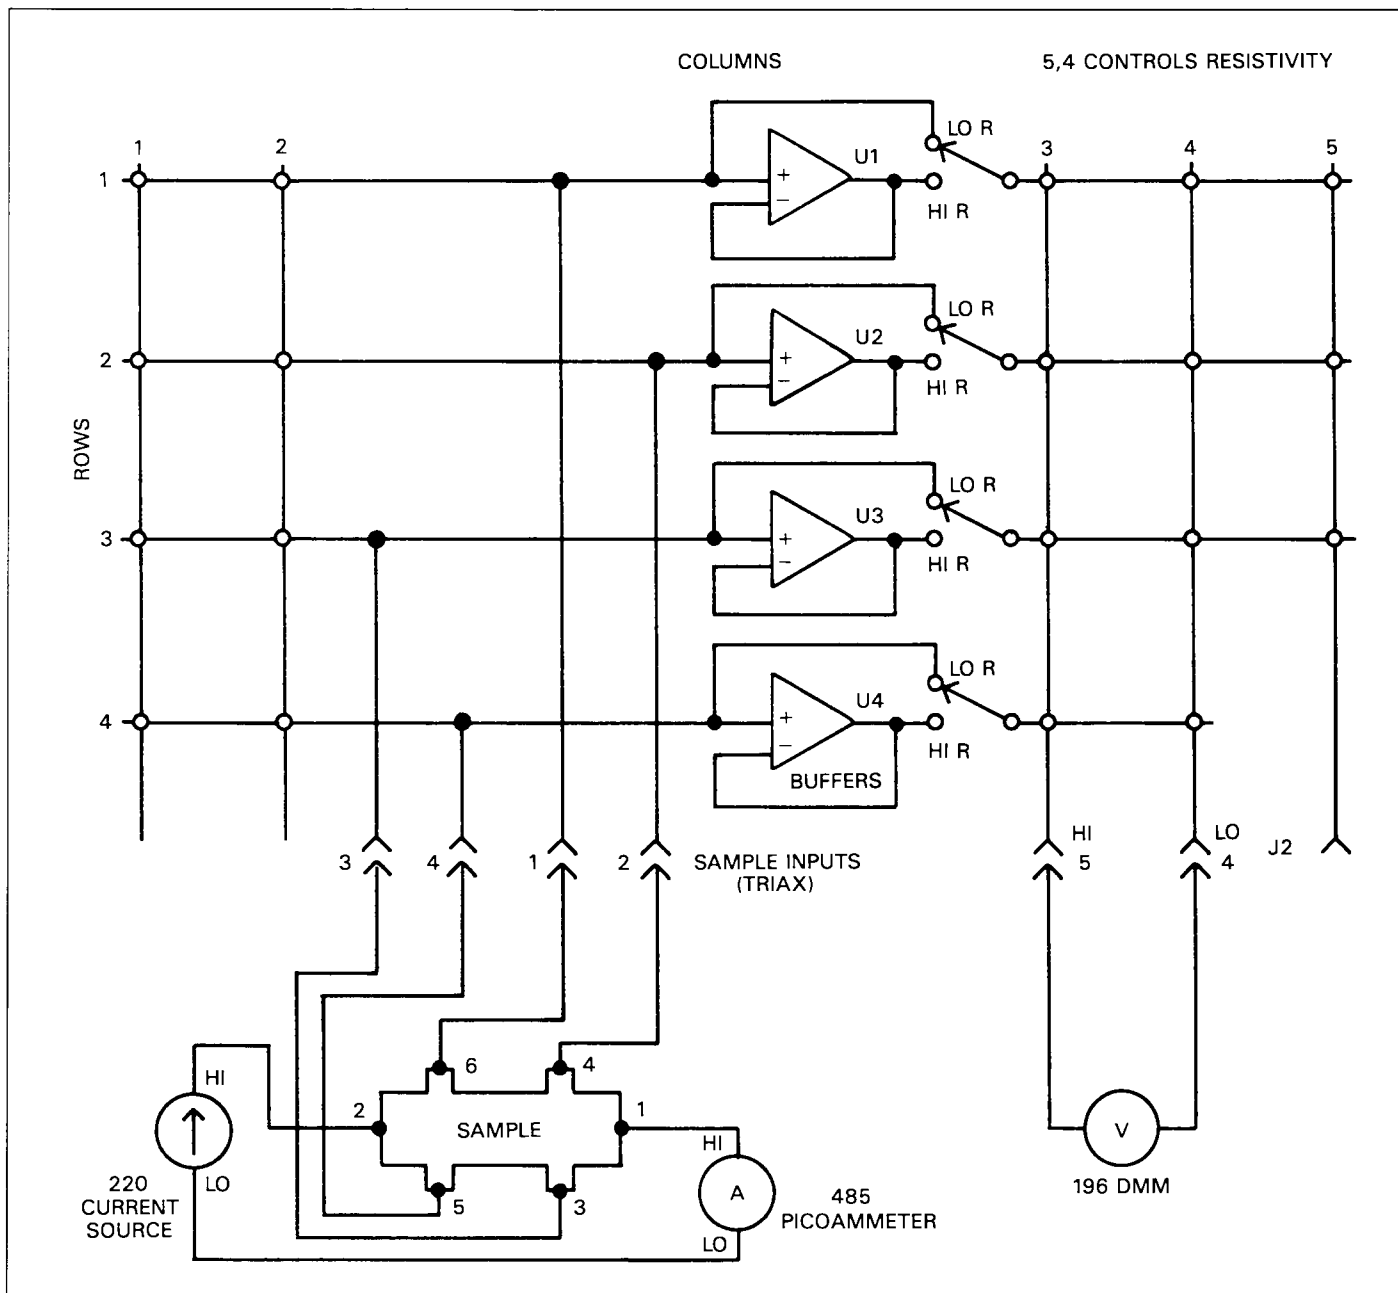 COLUMNS
5,4 CONTROLS RESISTIVITY
1
2
3
4
5
1
+
−
U1
LO R
HI R
2
+
−
U2
LO R
HI R
ROWS
3
+
−
U3
LO R
HI R
4
+
−
U4
LO R
HI R
BUFFERS
3
4
1
2
SAMPLE INPUTS
(TRIAX)
HI
5
LO
4
J2
HI
LO
220
CURRENT
SOURCE
2
6
4
1
SAMPLE
5
3
HI
A
LO
485
PICOAMMETER
V
196 DMM